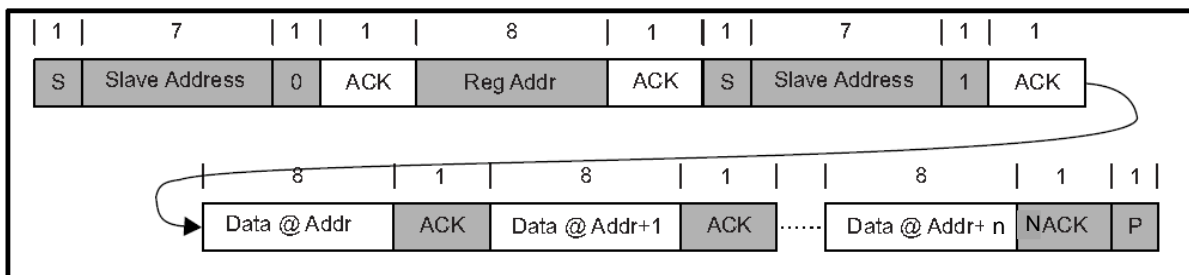 1 7 1 1 8 1 1 7 1 1
S Slave Address 0 ACK Reg Addr ACK S Slave Address 1 ACK
8 1 8 1 8 1 1
Data @ Addr ACK Data @ Addr+1 ACK ...... Data @ Addr+ n NACK P